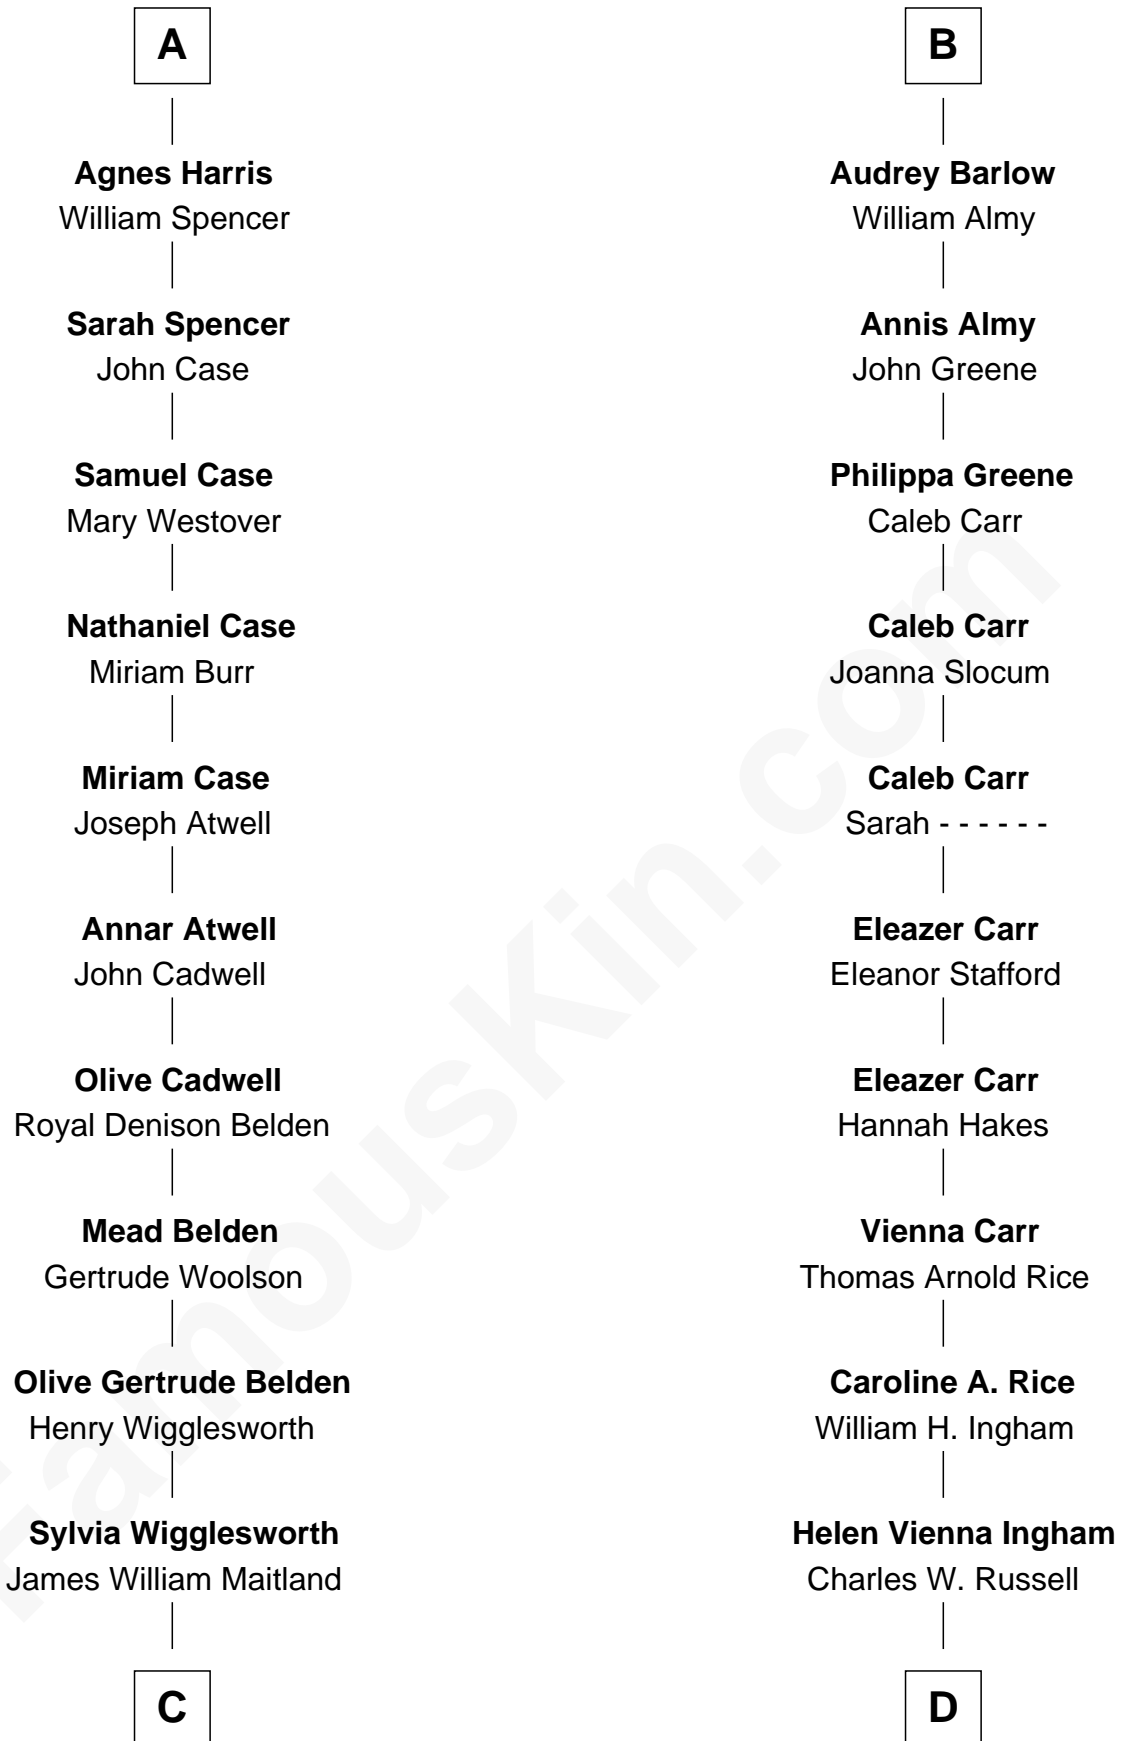 A
Agnes Harris
William Spencer
Sarah Spencer
John Case
Samuel Case
Mary Westover
Nathaniel Case
Miriam Burr
Miriam Case
Joseph Atwell
Annar Atwell
John Cadwell
Olive Cadwell
Royal Denison Belden
Mead Belden
Gertrude Woolson
Olive Gertrude Belden
Henry Wigglesworth
Sylvia Wigglesworth
James William Maitland
C
B
Audrey Barlow
William Almy
Annis Almy
John Greene
Philippa Greene
Caleb Carr
Caleb Carr
Joanna Slocum
Caleb Carr
Sarah - - - - - -
Eleazer Carr
Eleanor Stafford
Eleazer Carr
Hannah Hakes
Vienna Carr
Thomas Arnold Rice
Caroline A. Rice
William H. Ingham
Helen Vienna Ingham
Charles W. Russell
D
FamousKin.com